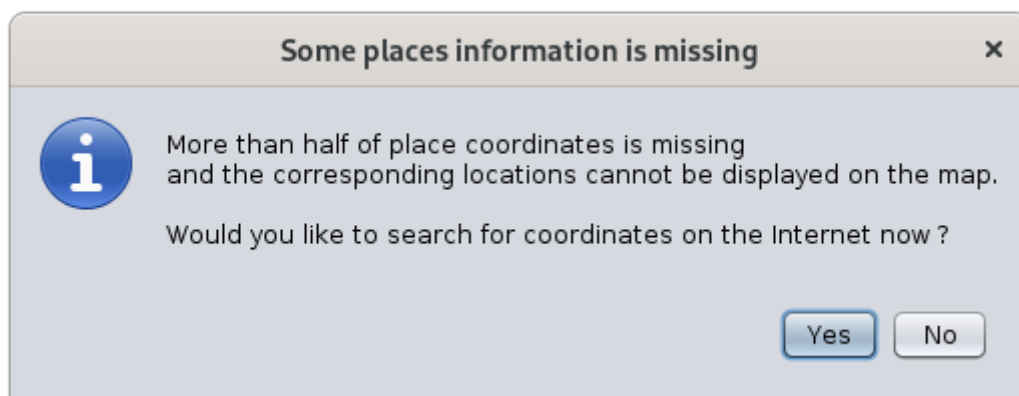 Some places information is missing
More than half of place coordinates is missing
and the corresponding locations cannot be displayed on the map.
Would you like to search for coordinates on the Internet now ?
Yes No